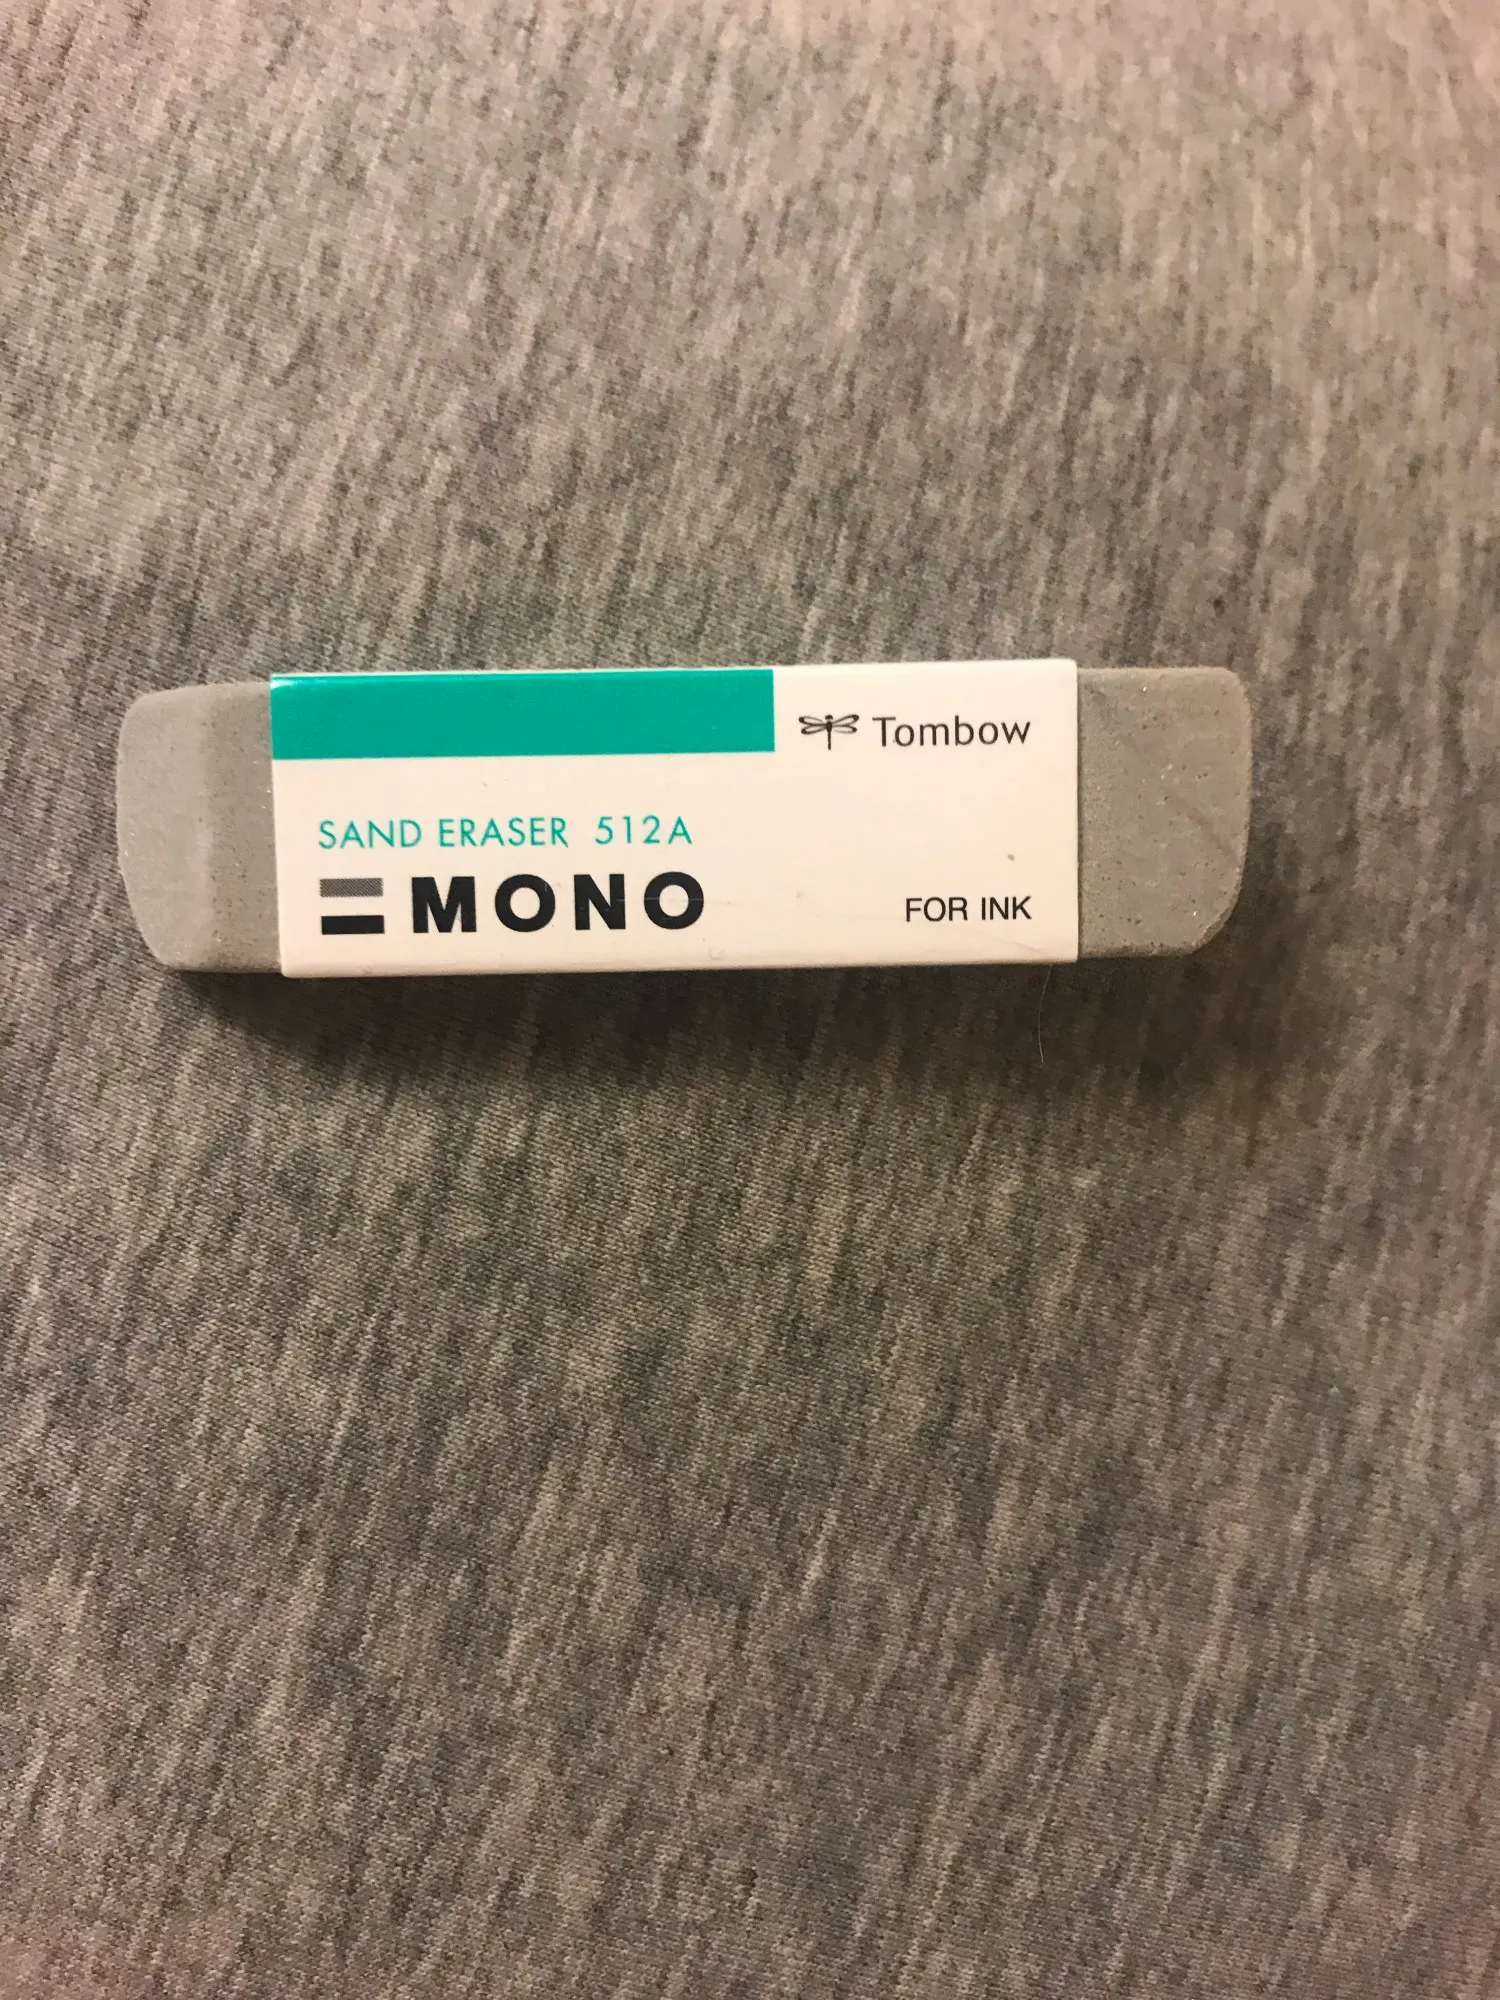 Tombow
SAND ERASER 512A
MONO
FOR INK